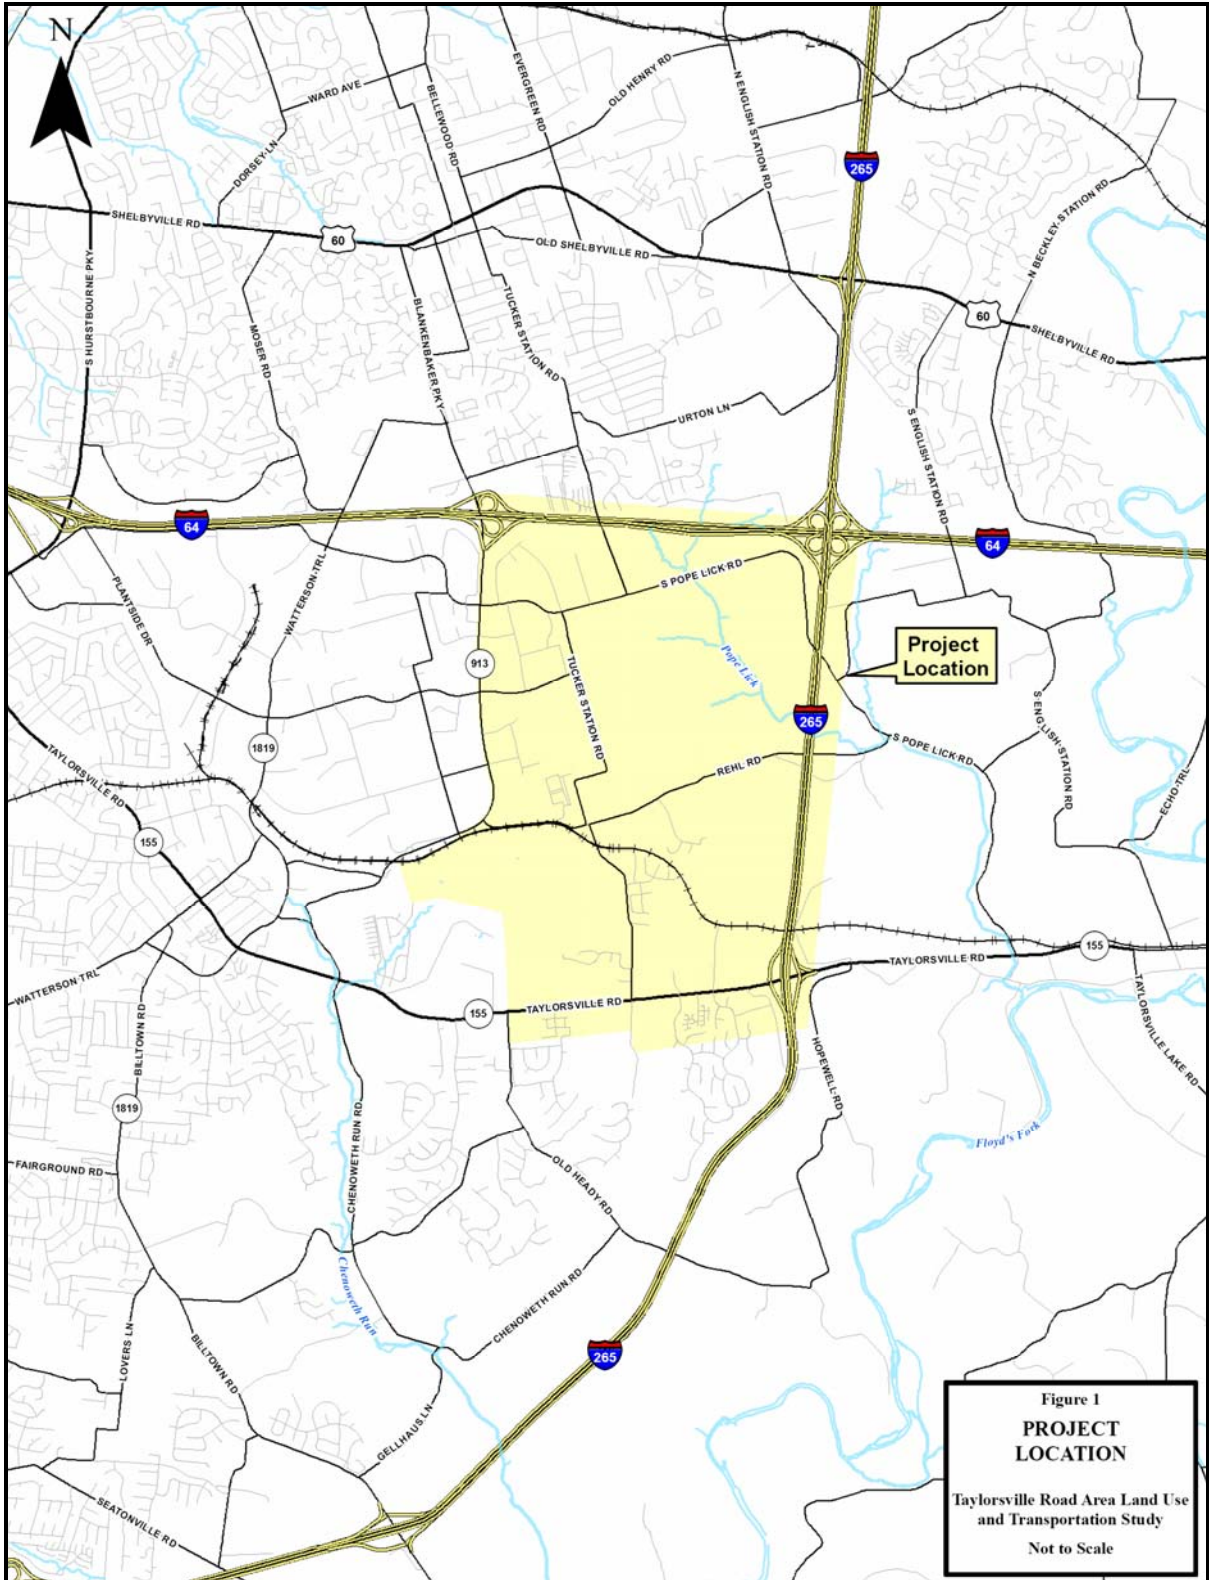 N
WARD AVE
BELLEWOOD RD
EVERGREEN RD
OLD HENRY RD
N ENGLISH STATION RD
DORSEY LN
265
N BECKLEY STATION RD
SHELBYVILLE RD
60
OLD SHELBYVILLE RD
S HURSTBOURNE PKY
MOSER RD
BLANKENBAKER PKY
TUCKER STATION RD
60
SHELBYVILLE RD
URTON LN
S ENGLISH STATION RD
64
64
PLANTSIDE DR
WATTERSON TRL
S POPE LICK RD
913
TUCKER STATION RD
Pope Lick
Project
Location
265
S ENGLISH STATION RD
1819
TAYLORSVILLE RD
REHL RD
S POPE LICK RD
ECHO TRL
155
WATTERSON TRL
BILLTOWN RD
155
TAYLORSVILLE RD
TAYLORSVILLE RD
155
TAYLORSVILLE LAKE RD
HOPEWELL RD
1819
CHENOWETH RUN RD
Floyd's Fork
FAIRGROUND RD
OLD HEADY RD
Chenoweth Run
CHENOWETH RUN RD
LOVERS LN
BILLTOWN RD
265
GELLHAUS LN
SEATONVILLE RD
Figure 1
PROJECT
LOCATION
Taylorsville Road Area Land Use
and Transportation Study
Not to Scale